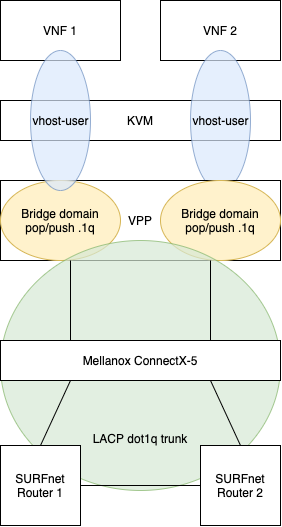 VNF 1
VNF 2
vhost-user
KVM
vhost-user
Bridge domain
pop/push .1q
VPP
Bridge domain
pop/push .1q
Mellanox ConnectX-5
LACP dot1q trunk
SURFnet
Router 1
SURFnet
Router 2